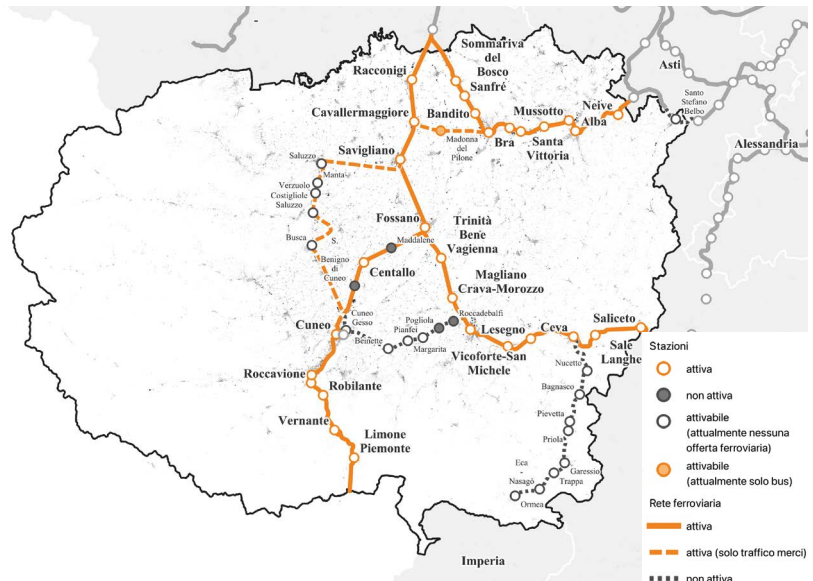 Sommariva
del
Bosco
Sanfré
Racconigi
Asti
Santo
Stefano
Belbo
Cavallermaggiore
Bandito
Mussotto
Neive
Alba
Madonna
del
Pilone
Bra
Santa
Vittoria
Alessandria
Savigliano
Saluzzo
Manta
Verzuolo
Costigliole
Saluzzo
Fossano
Trinità
Bene
Vagienna
Busca
S.
Benigno
di
Cuneo
Maddalene
Centallo
Magliano
Crava-Morozzo
Cuneo
Gesso
Pogliola
Roccadebalfi
Pianfei
Cuneo
Beinette
Margarita
Lesegno
Ceva
Saliceto
Vicoforte-San
Michele
Sale
Langhe
Roccavione
Robilante
Nucetto
Bagnasco
Vernante
Pievetta
Priola
Limone
Piemonte
Eca -
Nasagò
Garessio
Trappa
Ormea
Imperia
Stazioni
attiva
non attiva
attivabile
(attualmente nessuna
offerta ferroviaria)
attivabile
(attualmente solo bus)
Rete ferroviaria
attiva
attiva (solo traffico merci)
non attiva